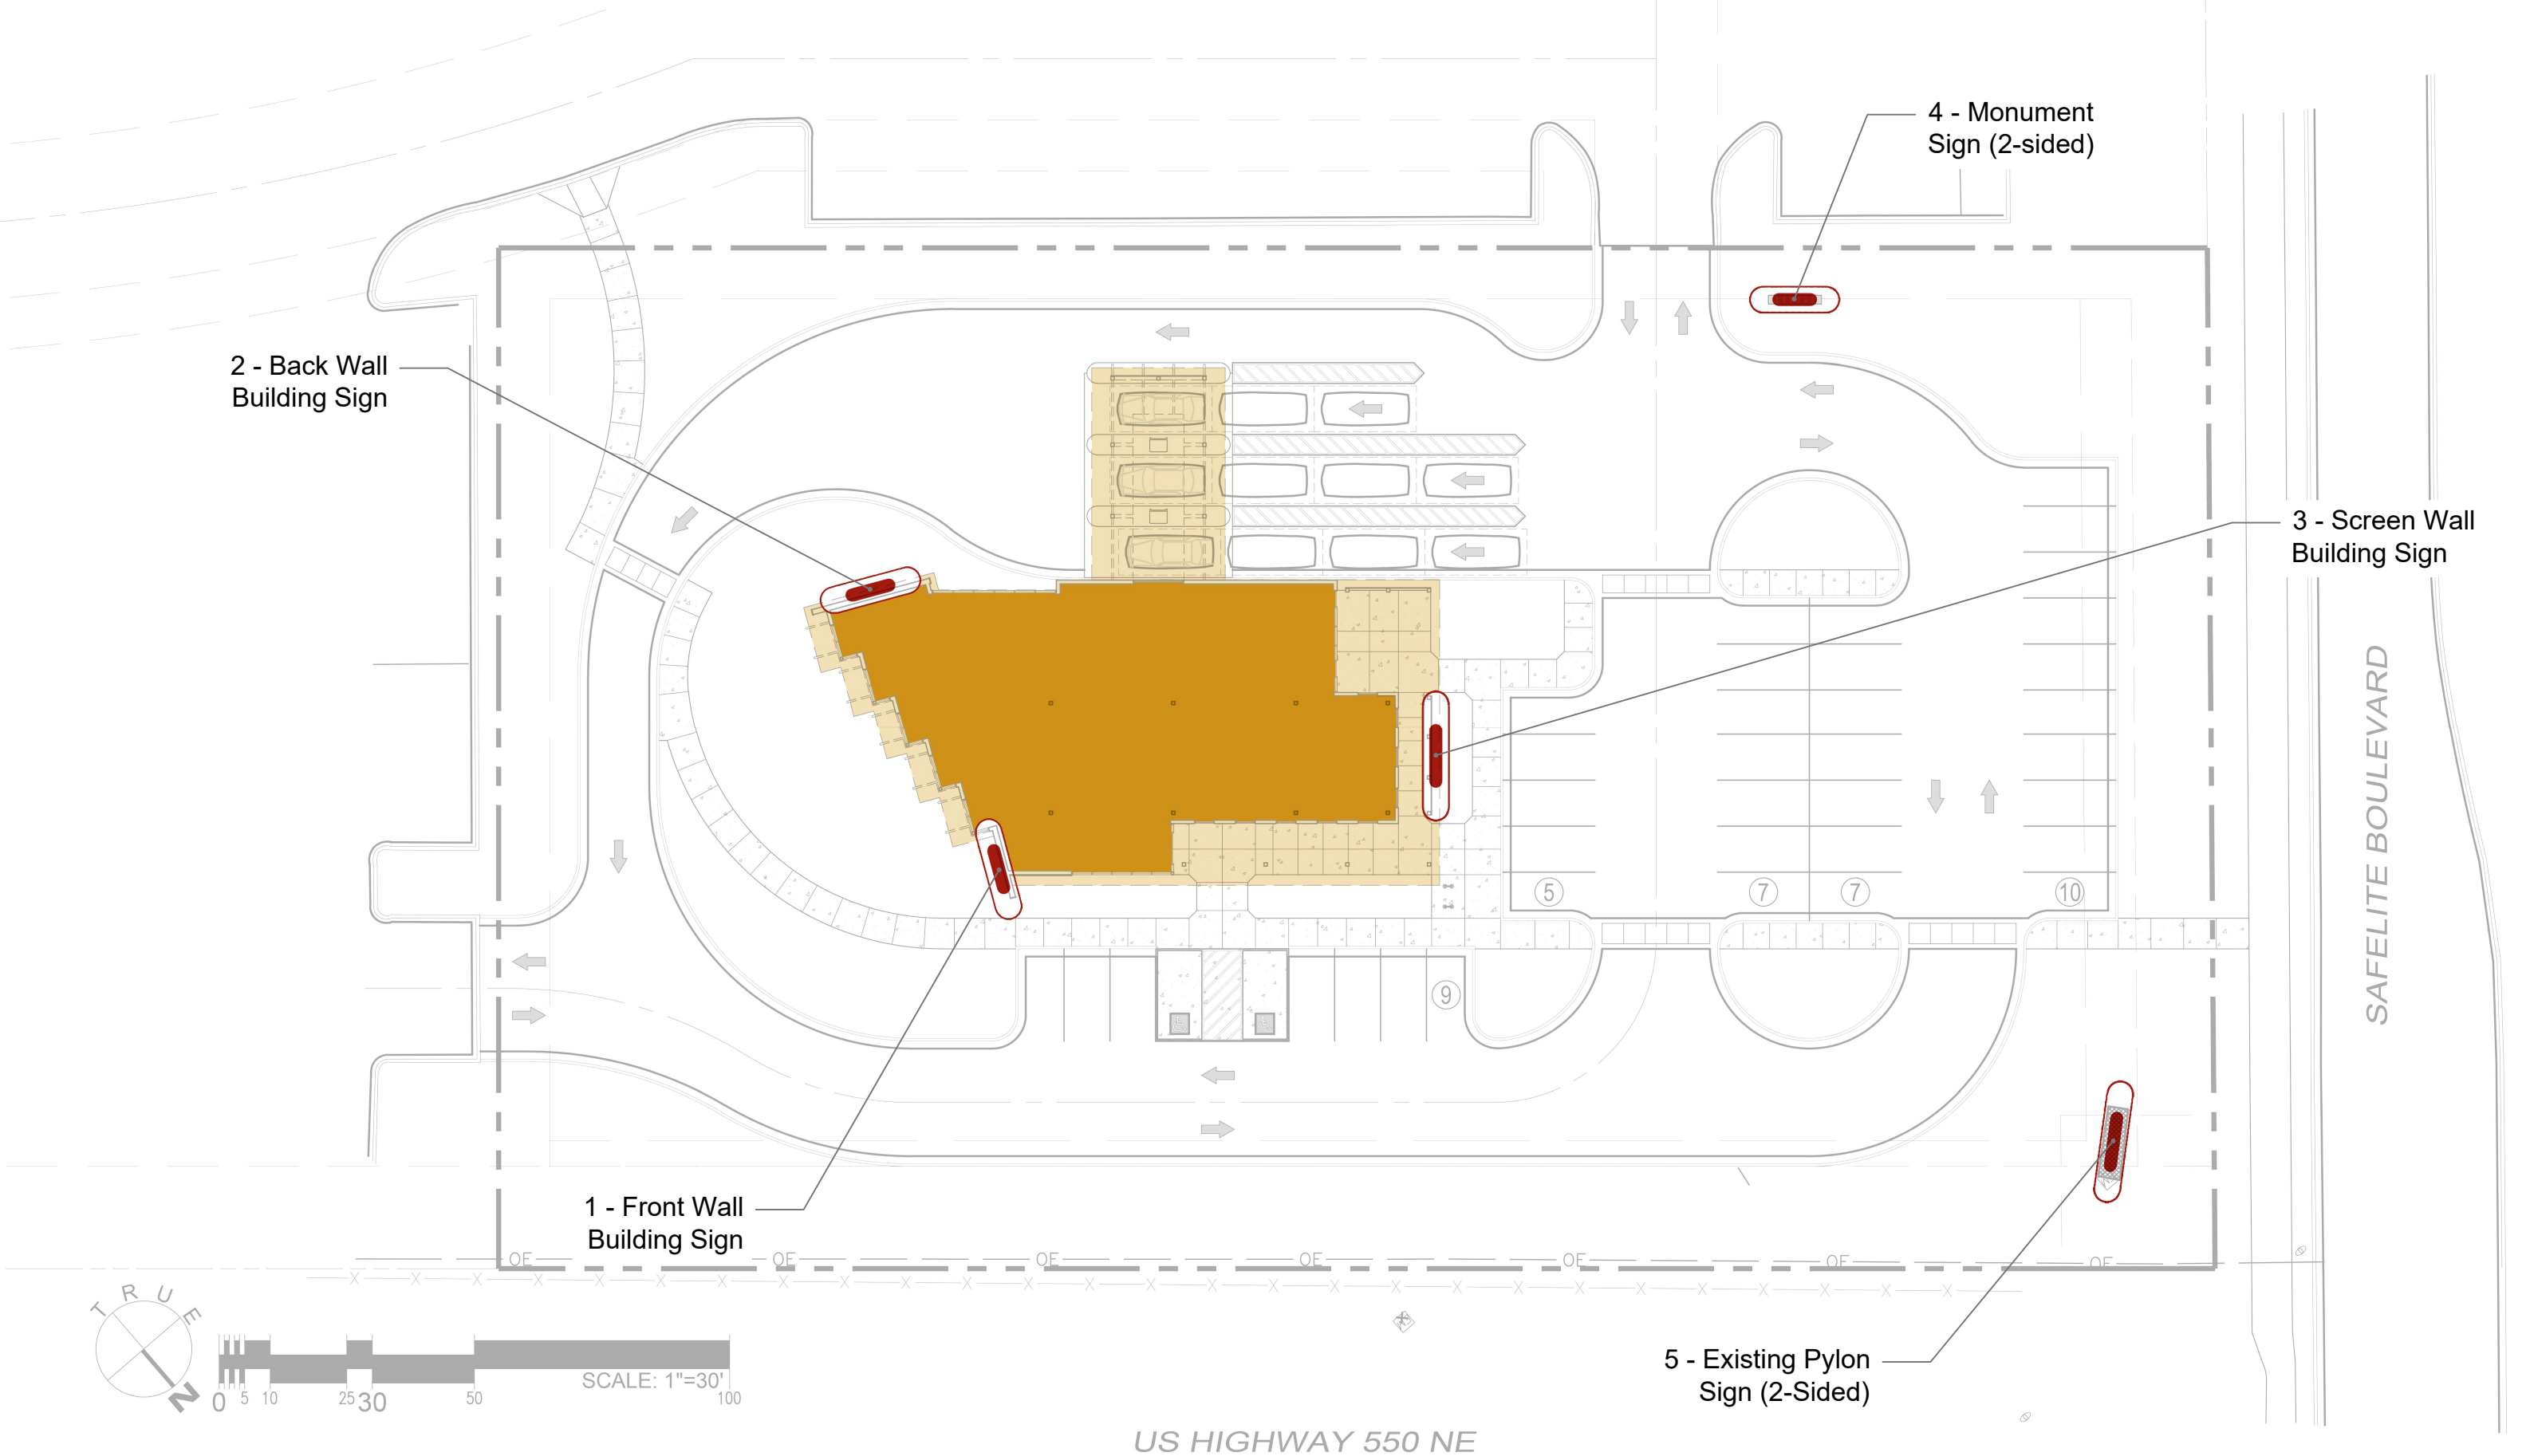 4 - Monument
Sign (2-sided)
2 - Back Wall
Building Sign
3 - Screen Wall
Building Sign
SAFELITE BOULEVARD
5
7
7
10
9
1 - Front Wall
Building Sign
OE
OE
OE
OE
OE
OE
OE
X X X X X X X X X X X X X X X X X X X X X X X X X X X
TRUE
N
SCALE: 1"=30'
0 5 10 25 30 50 100
5 - Existing Pylon
Sign (2-Sided)
US HIGHWAY 550 NE